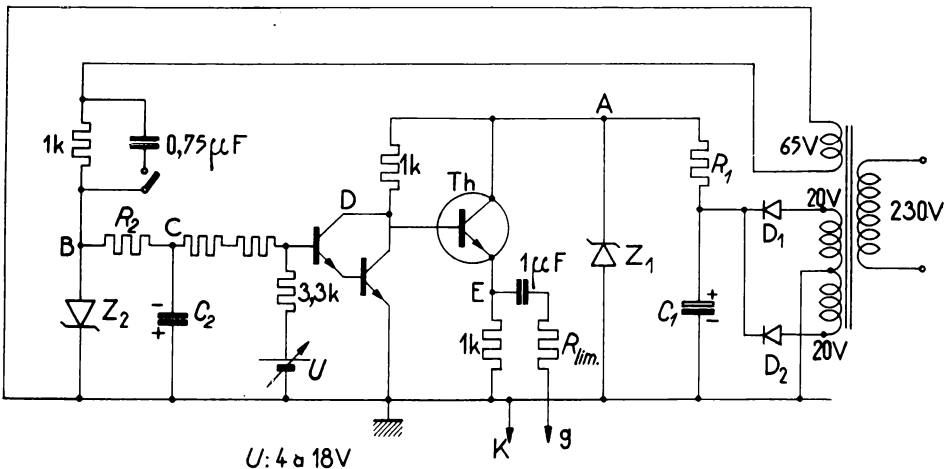 A
65V
1k
0,75µF
1k
Th
R1
20V
230V
R2
C
D
D1
B
1µF
Z1
Z2
C2
3,3k
E
C1
+
-
-
+
U
1k
Rlim.
D2
20V
K
g
U: 4 a 18V